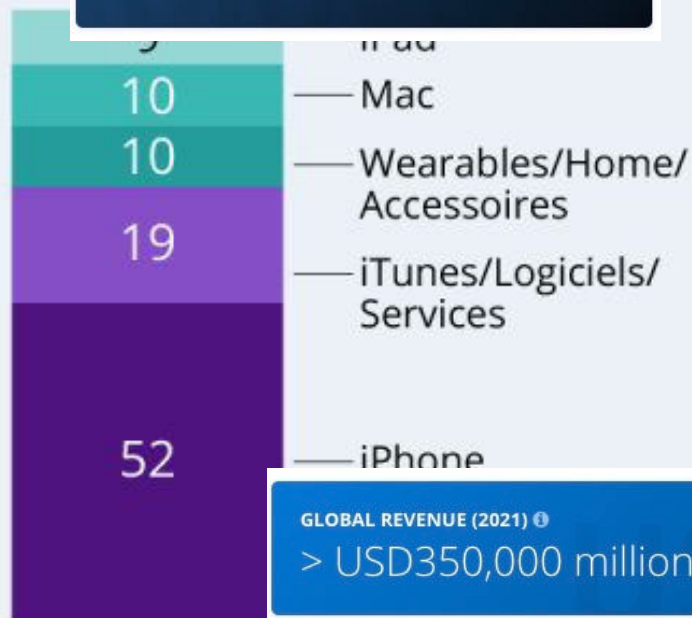 10
Mac
10
Wearables/Home/
Accessoires
19
iTunes/Logiciels/
Services
52
iPhone
GLOBAL REVENUE (2021)
> USD350,000 million